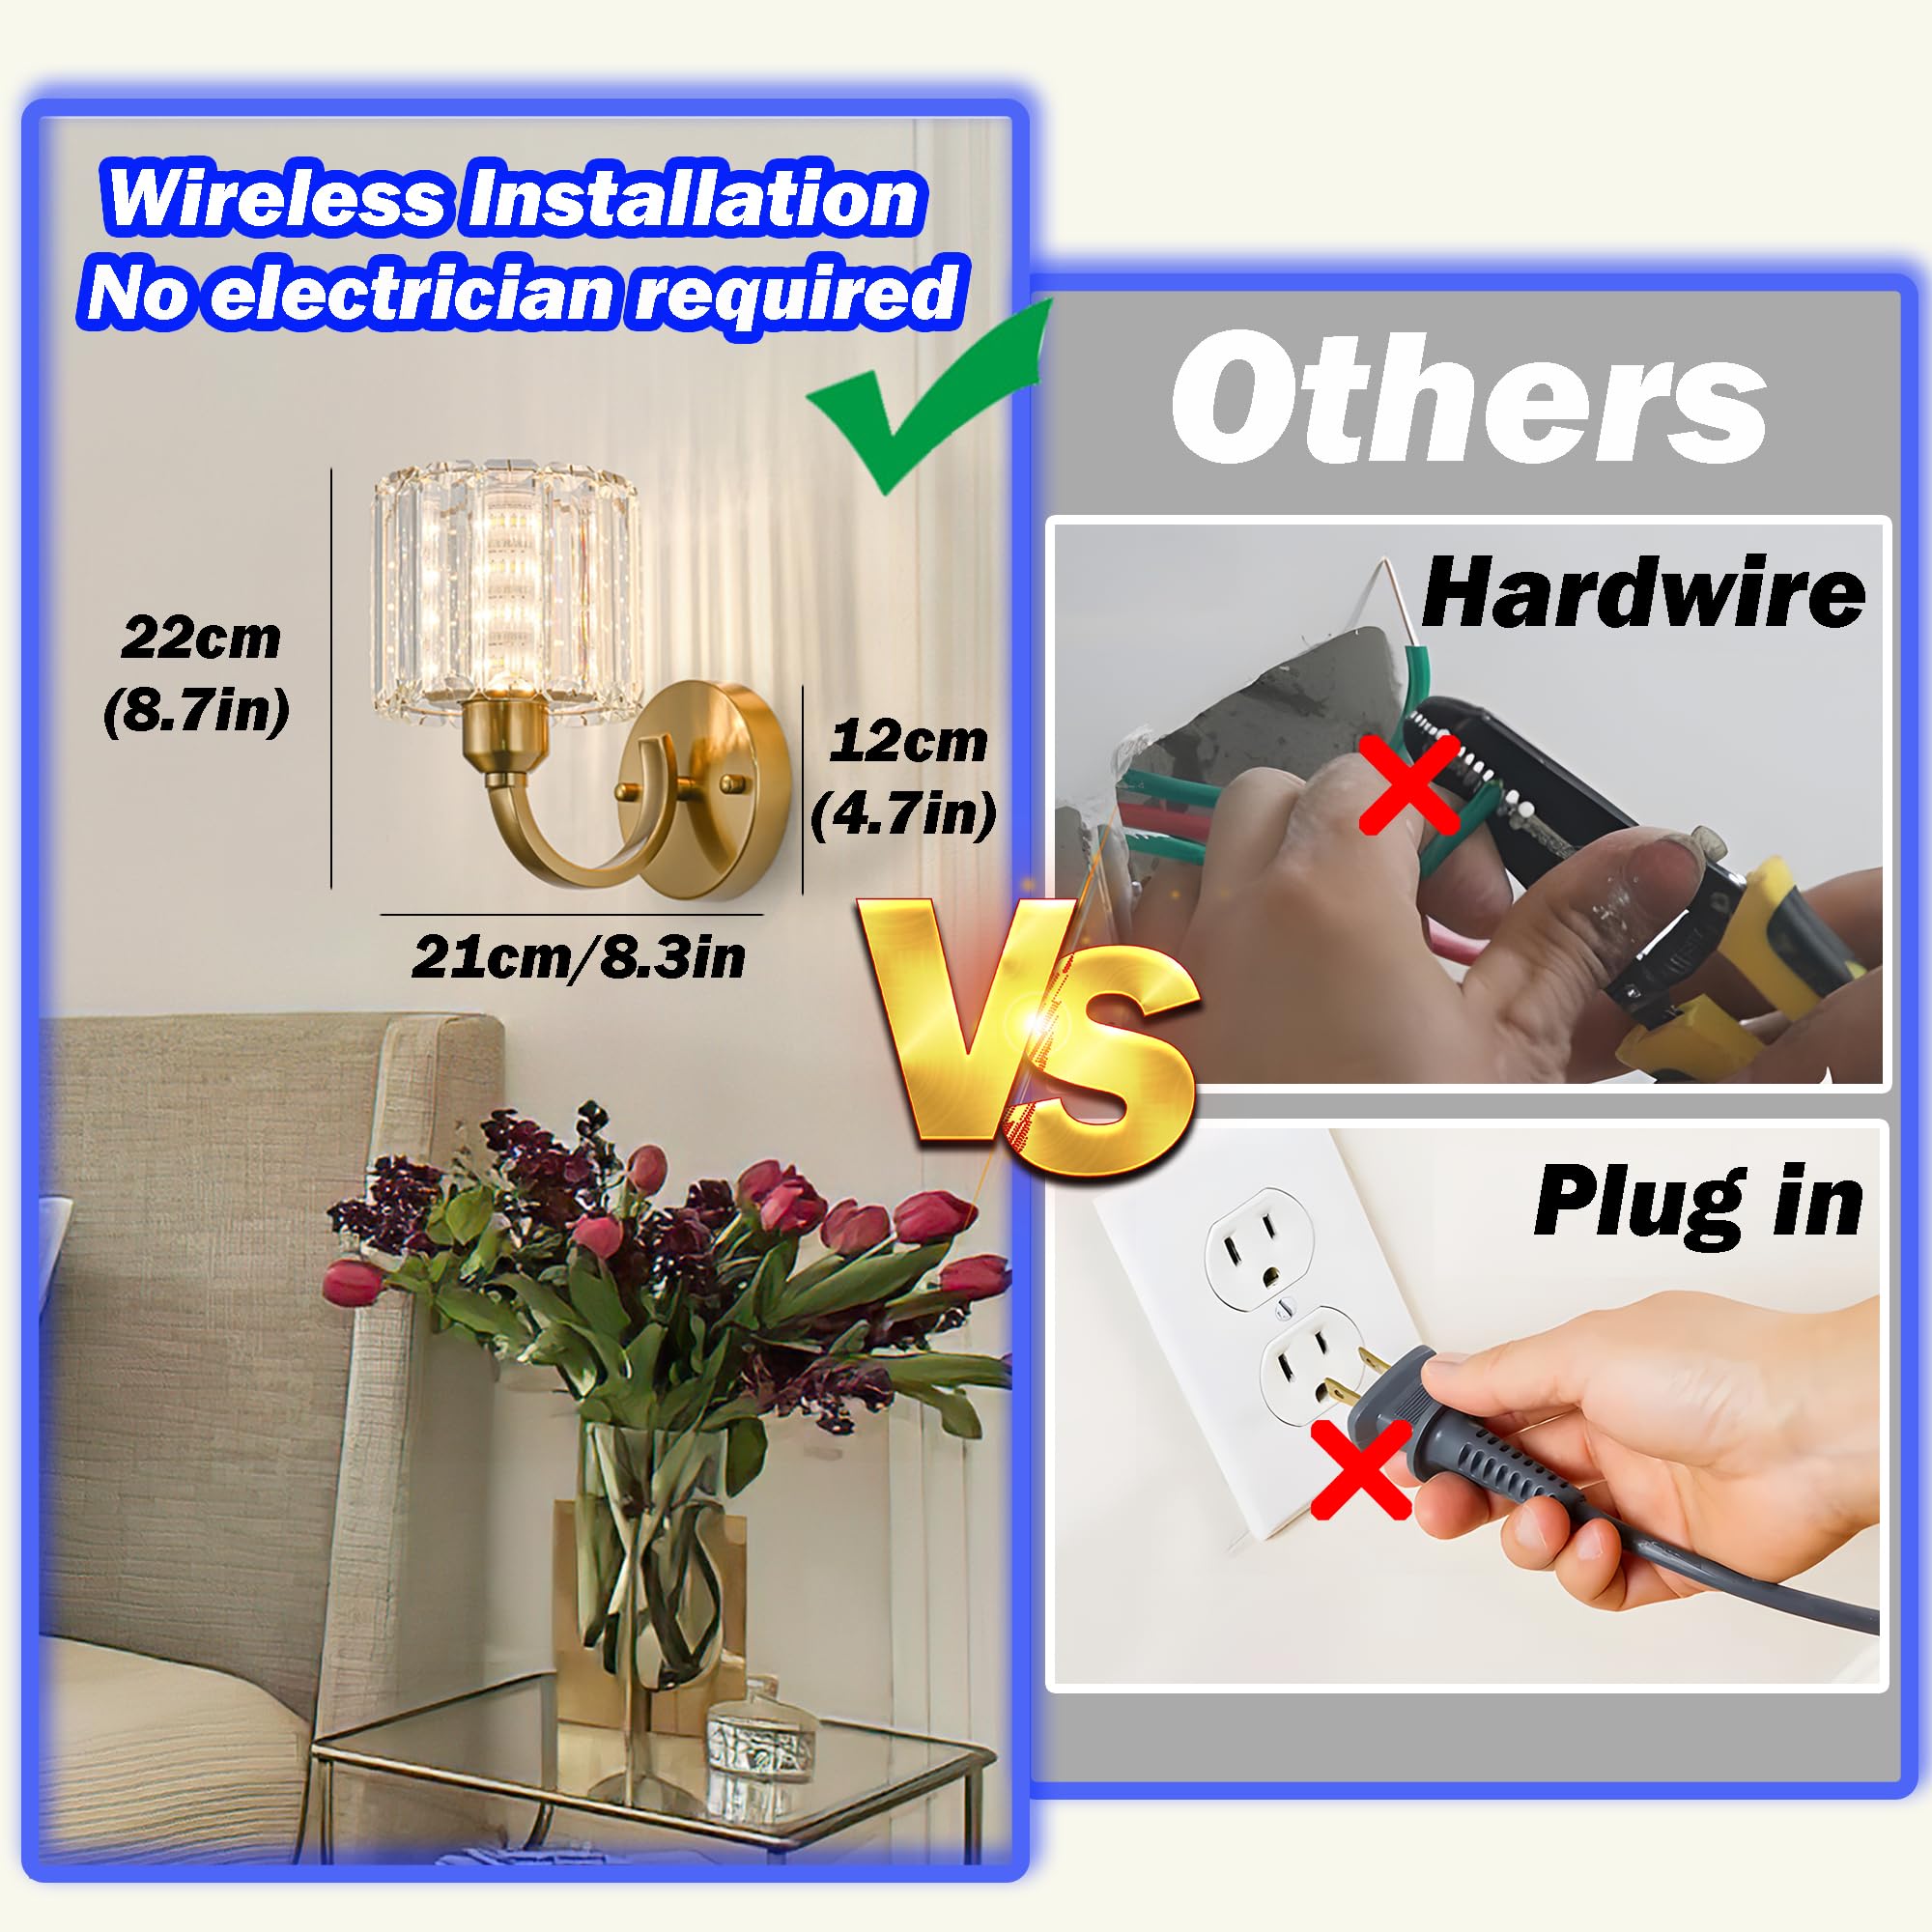 Wireless Installation
No electrician required
22cm
(8.7in)
12cm
(4.7in)
21cm/8.3in
VS
Others
Hardwire
Plug in